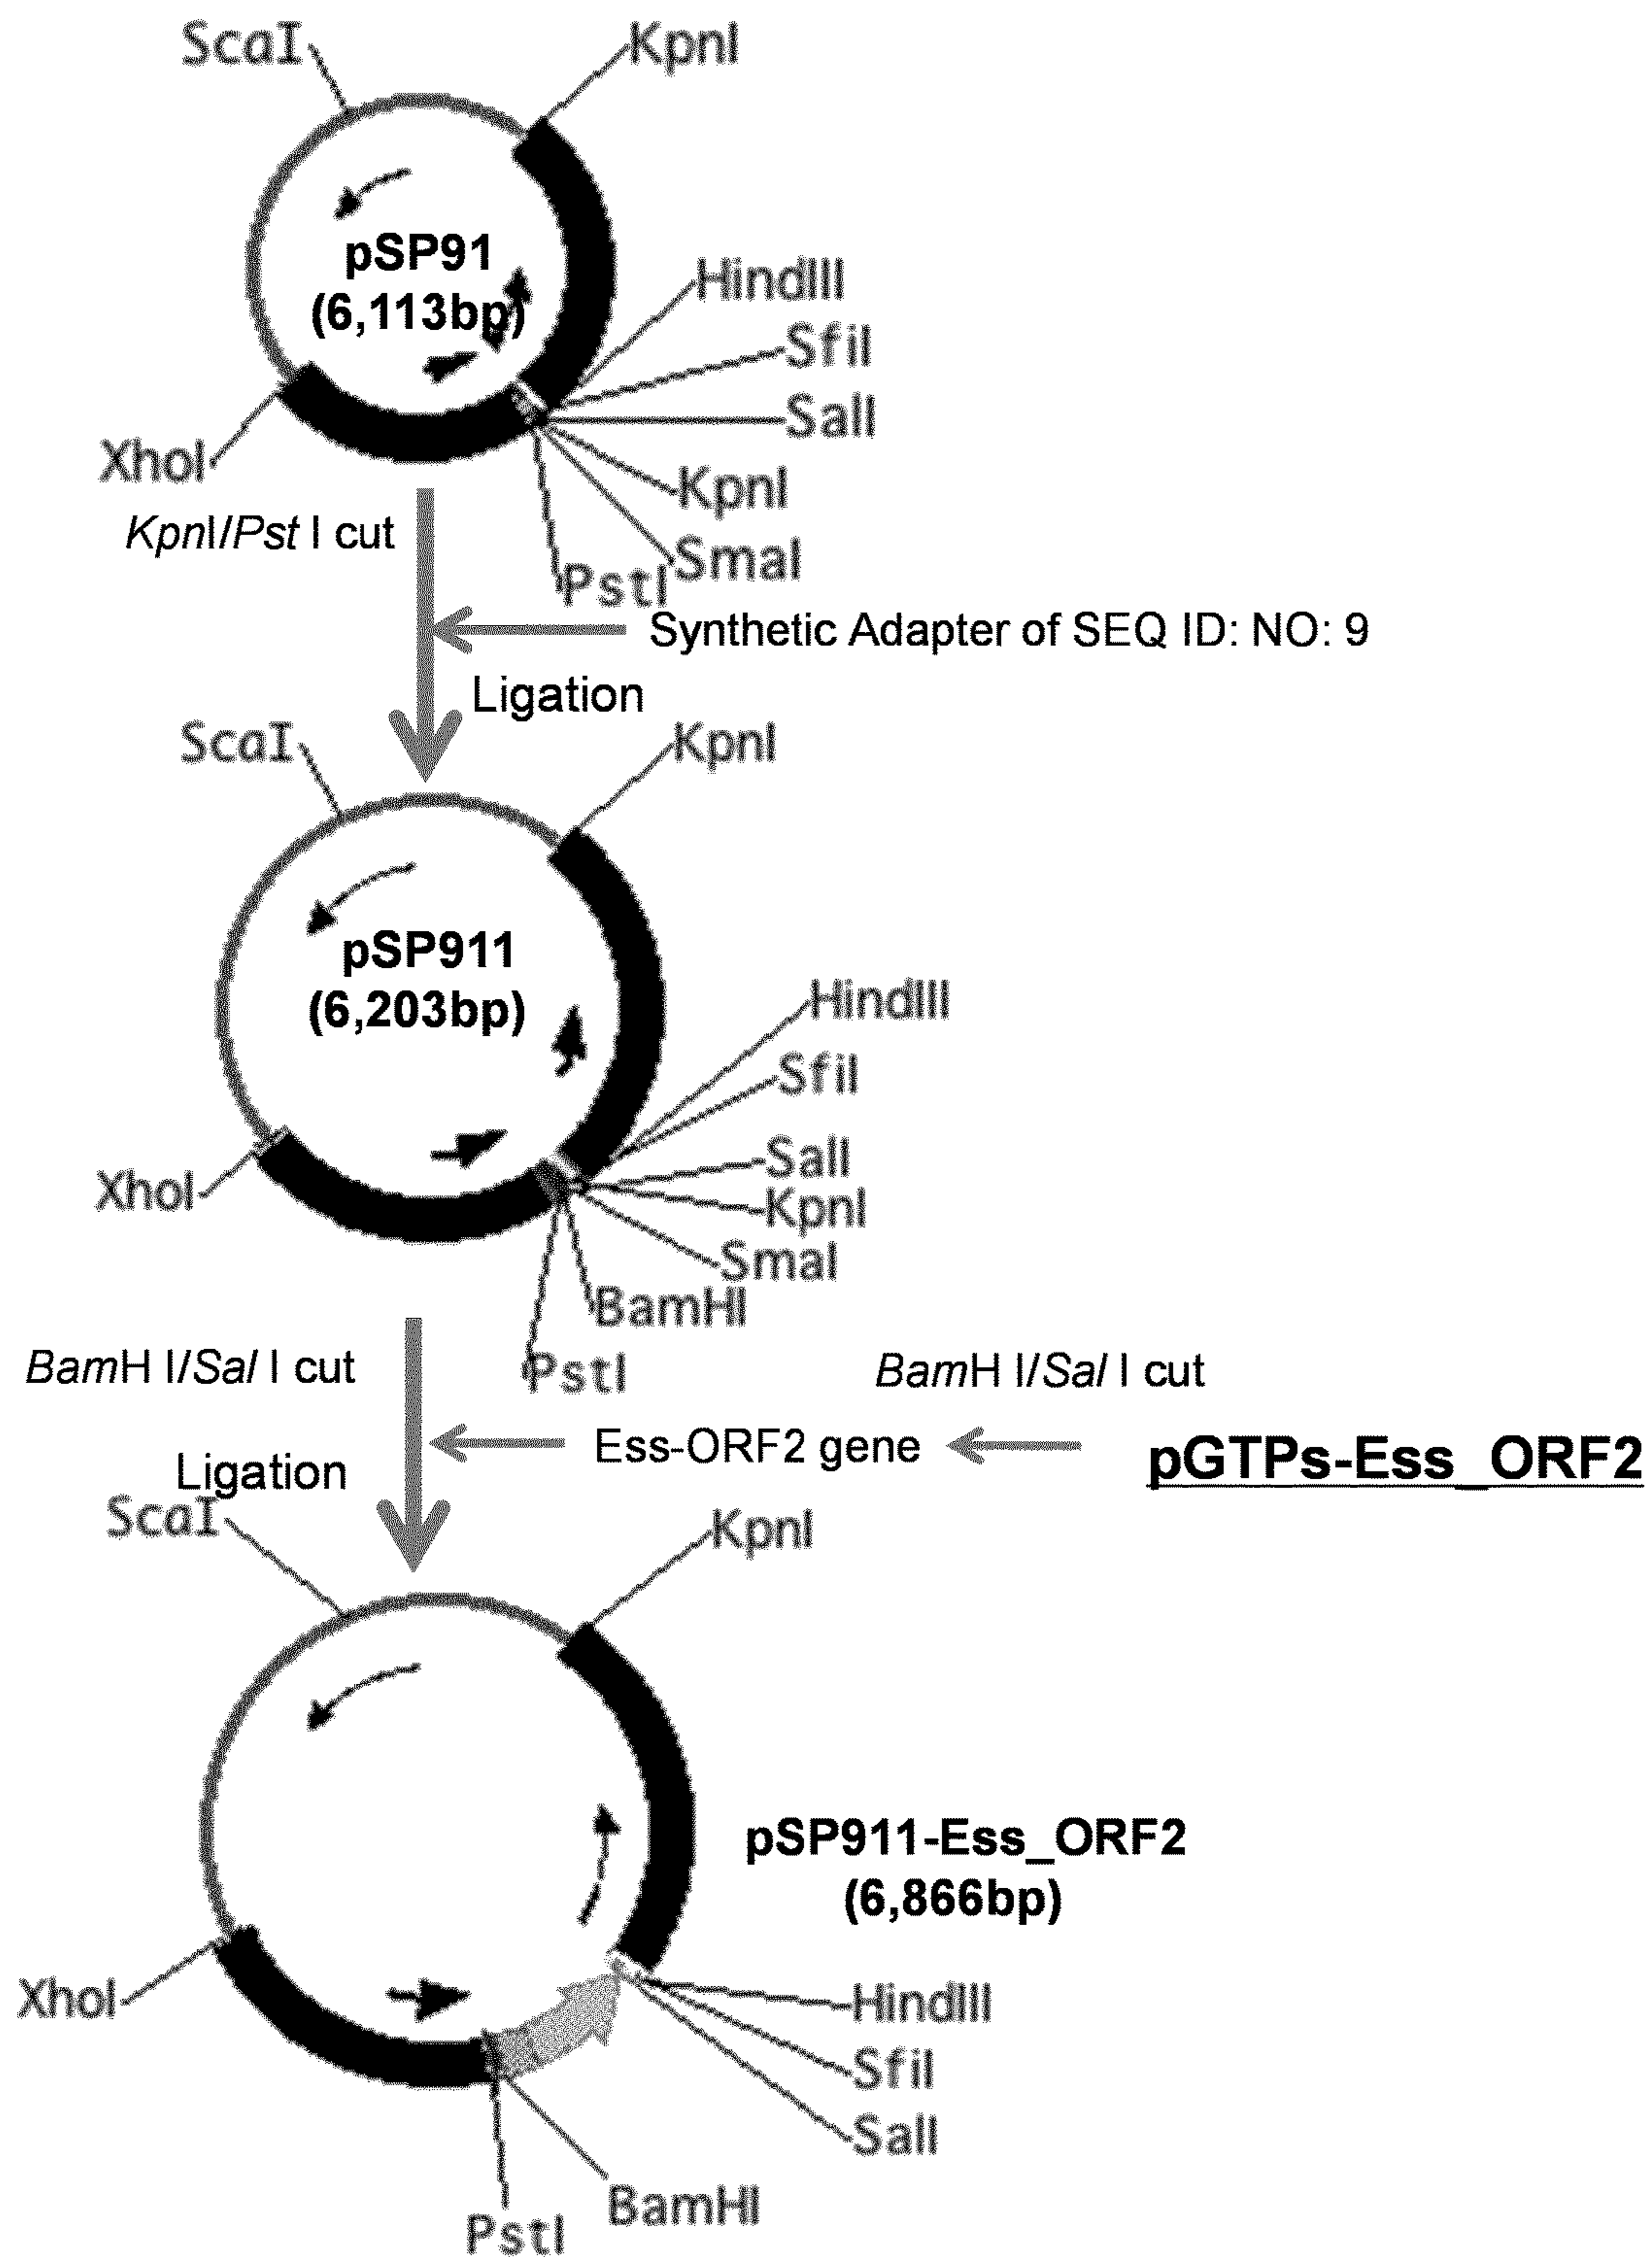 ScaI
KpnI
pSP91
(6,113bp)
HindIII
SfiI
SalI
XhoI
KpnI
KpnI/Pst I cut
SmaI
PstI
Synthetic Adapter of SEQ ID: NO: 9
Ligation
ScaI
KpnI
pSP911
(6,203bp)
HindIII
SfiI
SalI
XhoI
KpnI
SmaI
BamHI
PstI
BamH I/Sal I cut
BamH I/Sal I cut
Ess-ORF2 gene
pGTPs-Ess_ORF2
Ligation
ScaI
KpnI
pSP911-Ess_ORF2
(6,866bp)
XhoI
HindIII
SfiI
SalI
BamHI
PstI